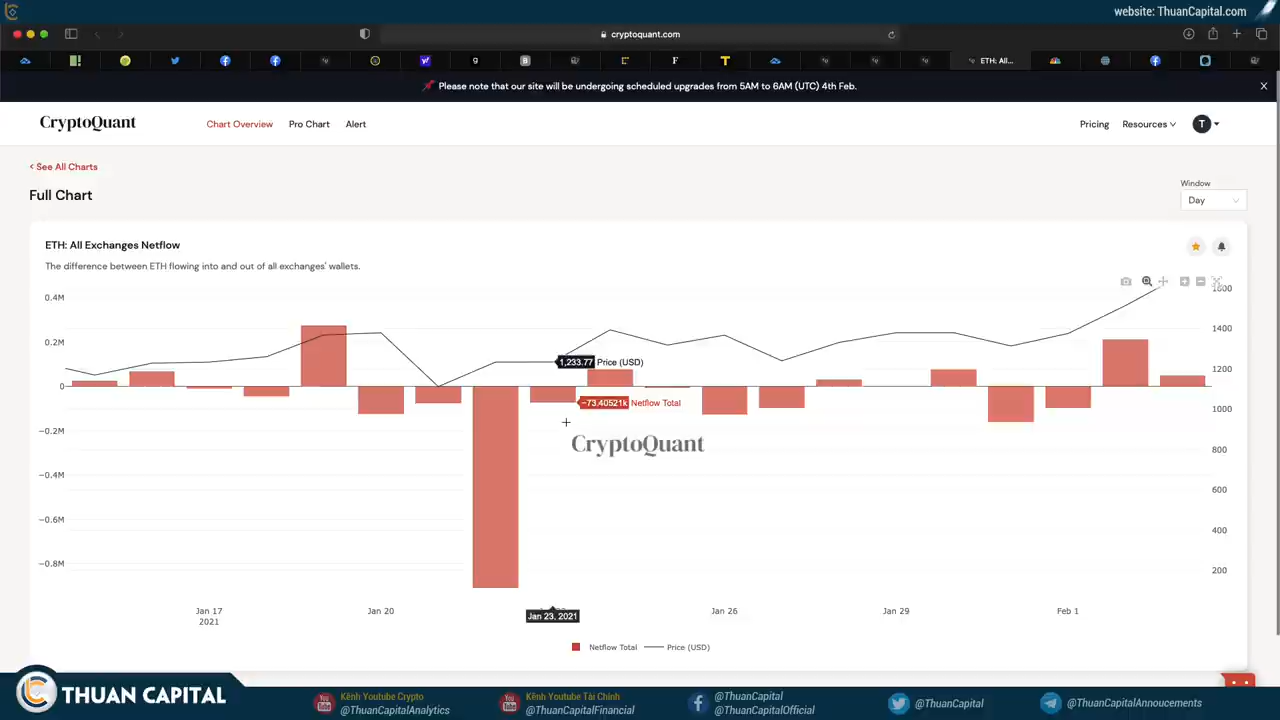 website: ThuanCapital.com
cryptoquant.com
ETH: All...
Please note that our site will be undergoing scheduled upgrades from 5AM to 6AM (UTC) 4th Feb.
CryptoQuant
Chart Overview
Pro Chart
Alert
Pricing
Resources
T
< See All Charts
Full Chart
Window
Day
ETH: All Exchanges Netflow
The difference between ETH flowing into and out of all exchanges' wallets.
0.4M
0.2M
0
−0.2M
−0.4M
−0.6M
−0.8M
1600
1400
1200
1000
800
600
400
200
1,233.77 Price (USD)
−73.40521k Netflow Total
CryptoQuant
Jan 17
2021
Jan 20
Jan 23, 2021
Jan 26
Jan 29
Feb 1
Netflow Total
Price (USD)
THUAN CAPITAL
Kênh Youtube Crypto
@ThuanCapitalAnalytics
Kênh Youtube Tài Chính
@ThuanCapitalFinancial
@ThuanCapital
@ThuanCapitalOfficial
@ThuanCapital
@ThuanCapitalAnnoucements